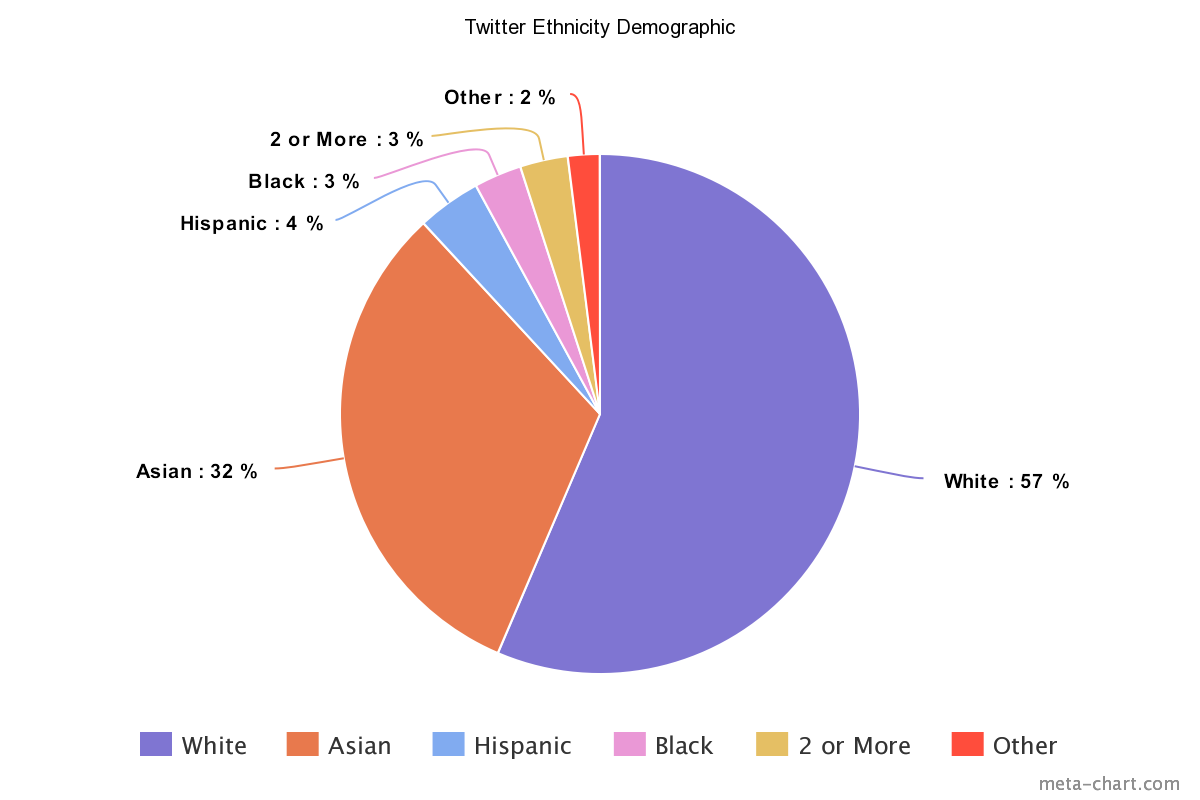 Twitter Ethnicity Demographic
Other : 2 %
2 or More : 3 %
Black : 3 %
Hispanic : 4 %
Asian : 32 %
White : 57 %
White Asian Hispanic Black 2 or More Other
meta-chart.com